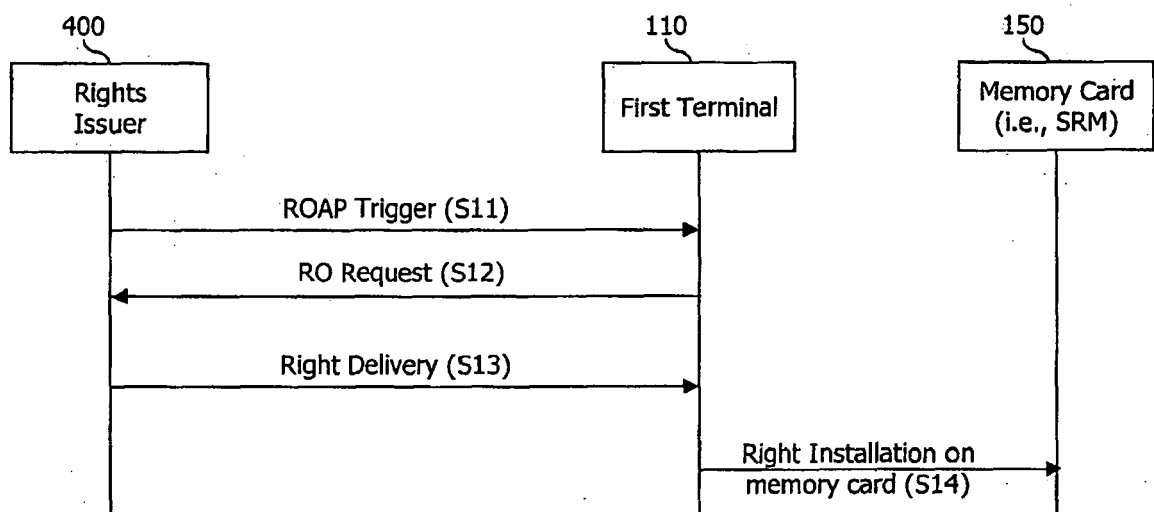 400
110
150
Rights
Issuer
First Terminal
Memory Card
(i.e., SRM)
ROAP Trigger (S11)
RO Request (S12)
Right Delivery (S13)
Right Installation on
memory card (S14)